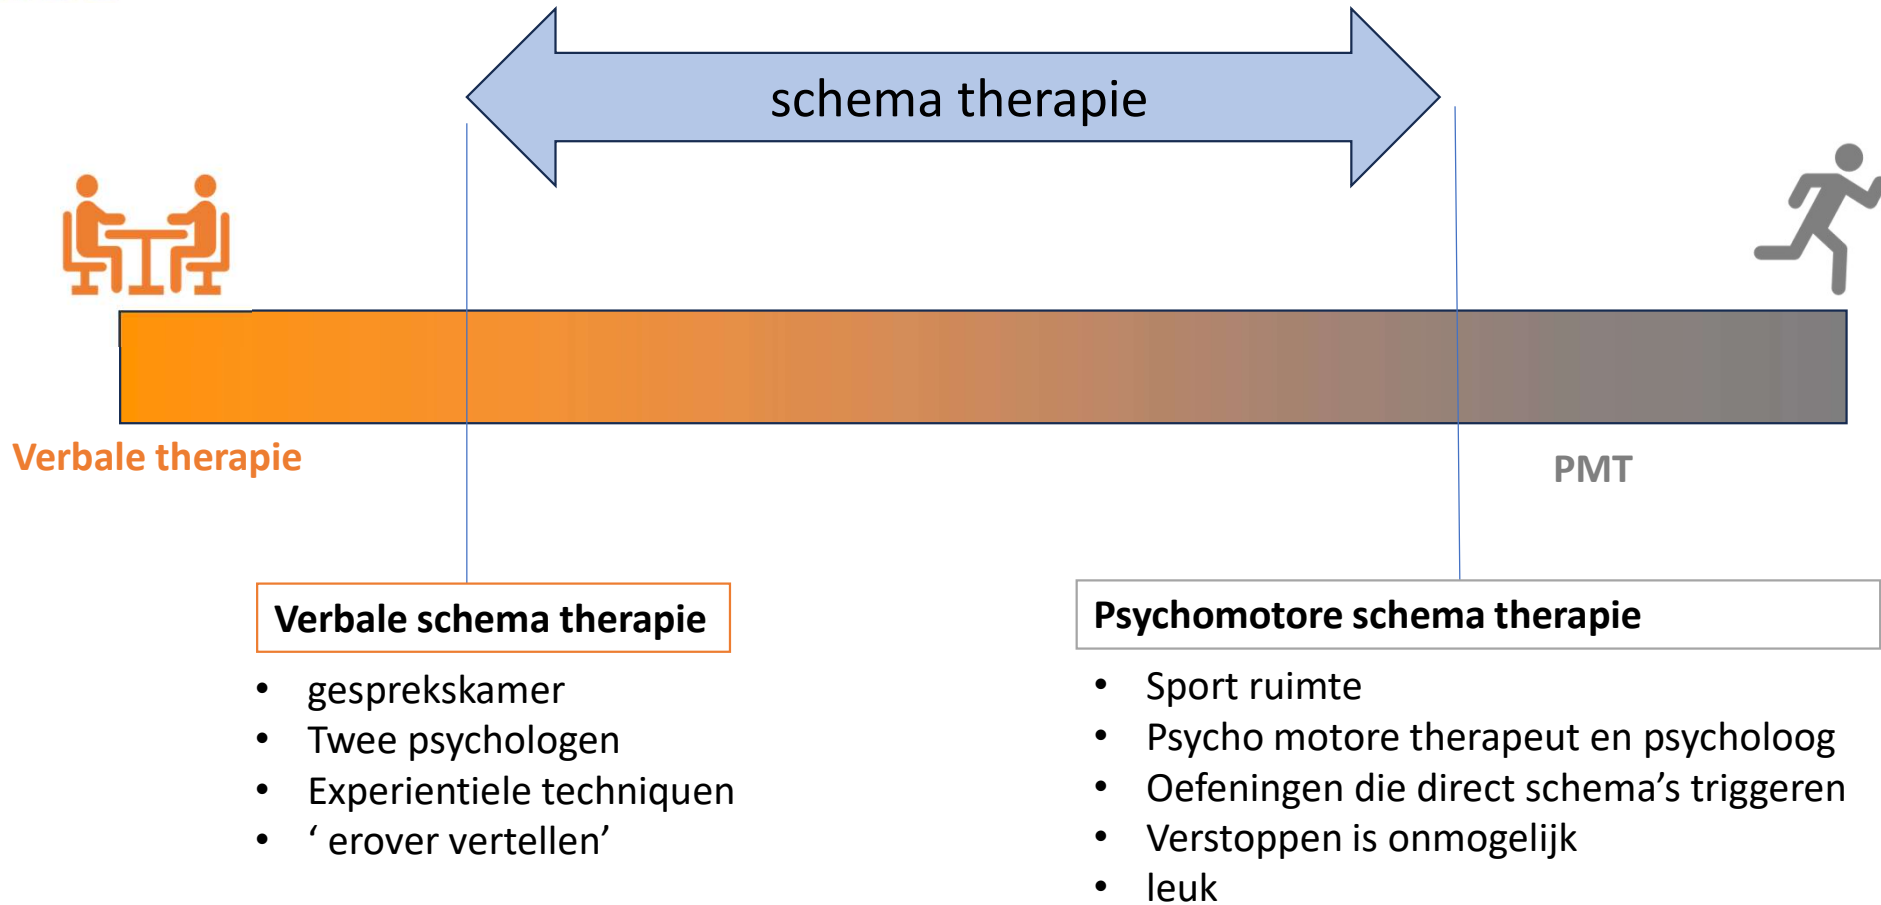 schema therapie
Verbale therapie
PMT
Verbale schema therapie
• gesprekskamer
• Twee psychologen
• Experientiele techniquen
• ‘ erover vertellen’
Psychomotore schema therapie
• Sport ruimte
• Psycho motore therapeut en psycholoog
• Oefeningen die direct schema’s triggeren
• Verstoppen is onmogelijk
• leuk